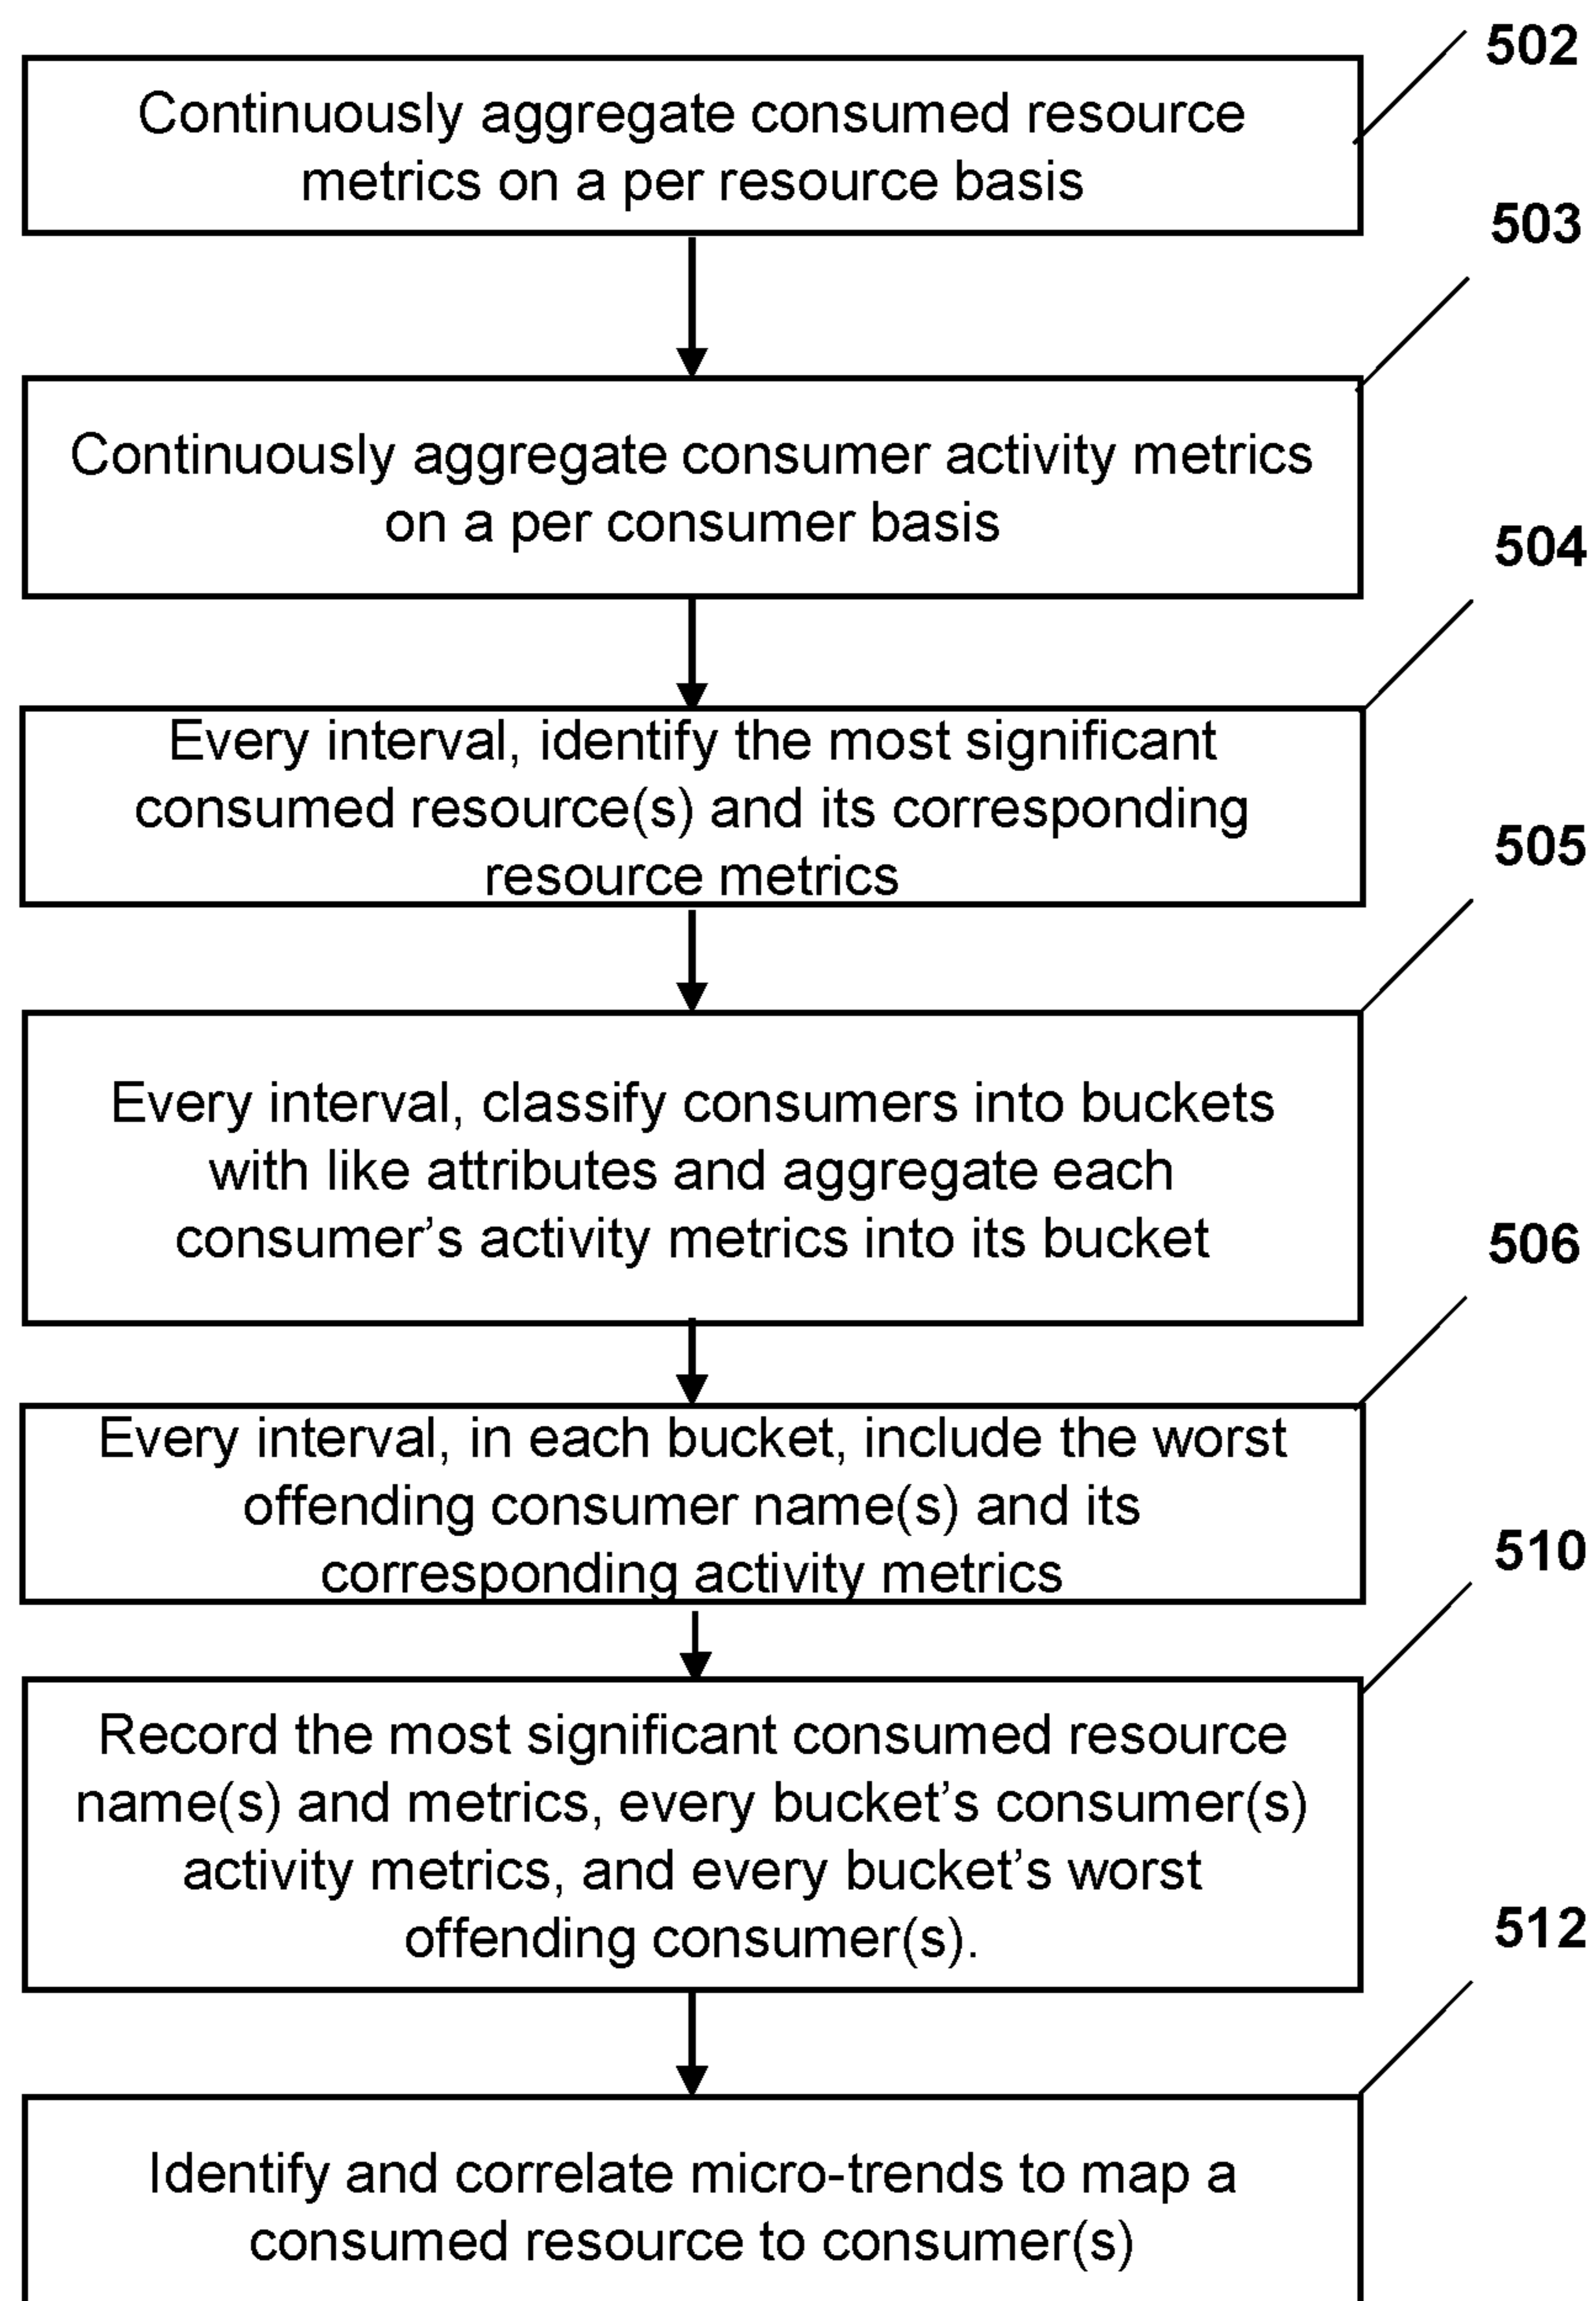 502
Continuously aggregate consumed resource
metrics on a per resource basis
503
Continuously aggregate consumer activity metrics
on a per consumer basis
504
Every interval, identify the most significant
consumed resource(s) and its corresponding
resource metrics
505
Every interval, classify consumers into buckets
with like attributes and aggregate each
consumer’s activity metrics into its bucket
506
Every interval, in each bucket, include the worst
offending consumer name(s) and its
corresponding activity metrics
510
Record the most significant consumed resource
name(s) and metrics, every bucket’s consumer(s)
activity metrics, and every bucket’s worst
offending consumer(s).
512
Identify and correlate micro-trends to map a
consumed resource to consumer(s)